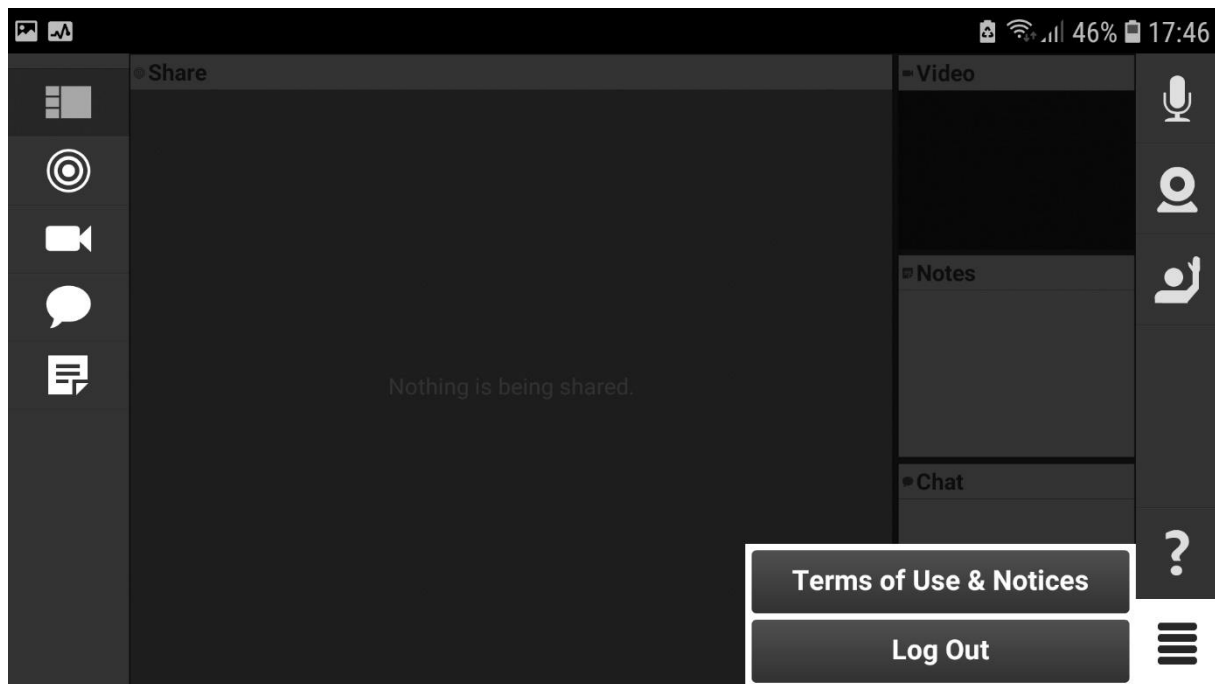 46% 17:46
Share
Video
Notes
Nothing is being shared.
Chat
Terms of Use & Notices
Log Out
?